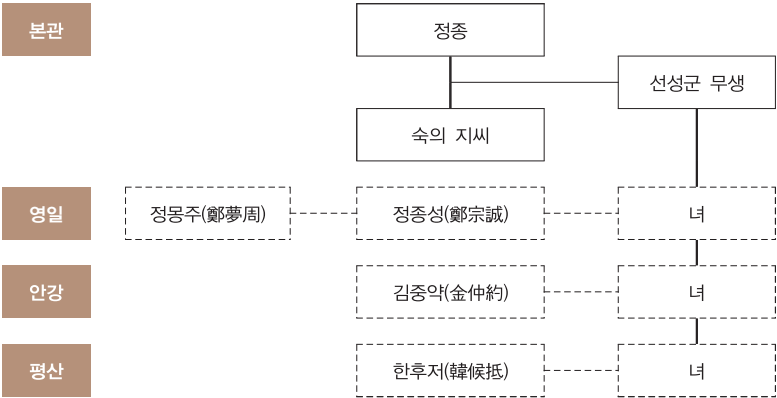 본관
정종
선성군 무생
숙의 지씨
영일
정몽주(鄭夢周)
정종성(鄭宗誠)
녀
안강
김중약(金仲約)
녀
평산
한후저(韓候抵)
녀